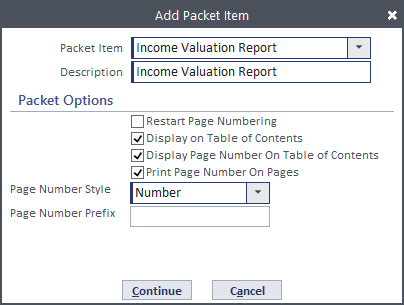 Add Packet Item
Packet Item Income Valuation Report
Description Income Valuation Report
Packet Options
Restart Page Numbering
Display on Table of Contents
Display Page Number On Table of Contents
Print Page Number On Pages
Page Number Style Number
Page Number Prefix
Continue Cancel